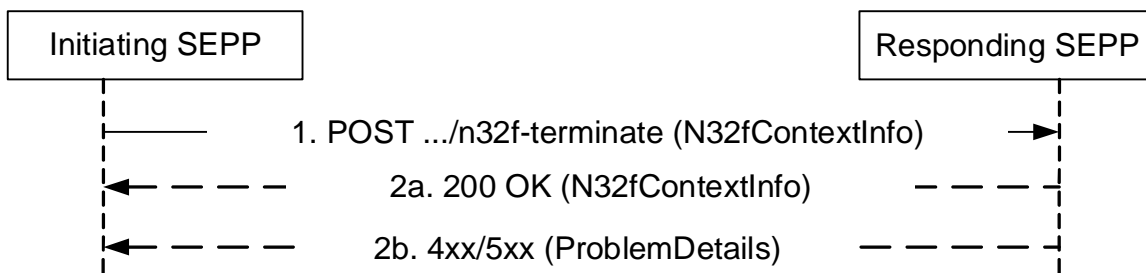 Initiating SEPP
Responding SEPP
1. POST .../n32f-terminate (N32fContextInfo)
2a. 200 OK (N32fContextInfo)
2b. 4xx/5xx (ProblemDetails)